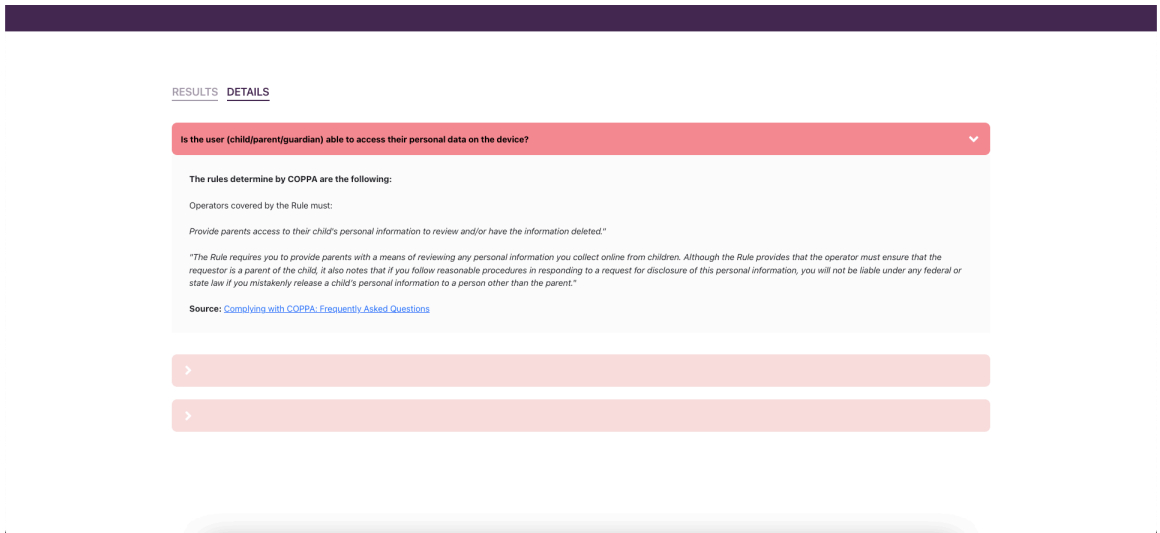 RESULTS DETAILS
Is the user (child/parent/guardian) able to access their personal data on the device?
The rules determine by COPPA are the following:
Operators covered by the Rule must:
Provide parents access to their child's personal information to review and/or have the information deleted."
"The Rule requires you to provide parents with a means of reviewing any personal information you collect online from children. Although the Rule provides that the operator must ensure that the
requestor is a parent of the child, it also notes that if you follow reasonable procedures in responding to a request for disclosure of this personal information, you will not be liable under any federal or
state law if you mistakenly release a child's personal information to a person other than the parent."
Source: Complying with COPPA: Frequently Asked Questions